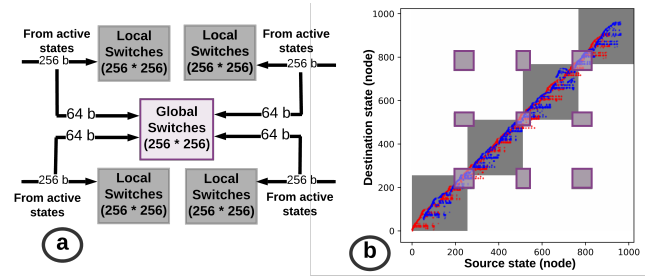 From active
states
Local
Switches
(256 * 256)
Local
Switches
(256 * 256)
From active
states
256 b
256 b
64 b
64 b
Global
Switches
(256 * 256)
64 b
64 b
256 b
256 b
Local
Switches
(256 * 256)
Local
Switches
(256 * 256)
From active
states
From active
states
a
Destination state (node)
1000
800
600
400
200
0
0
200
400
600
800
1000
Source state (node)
b